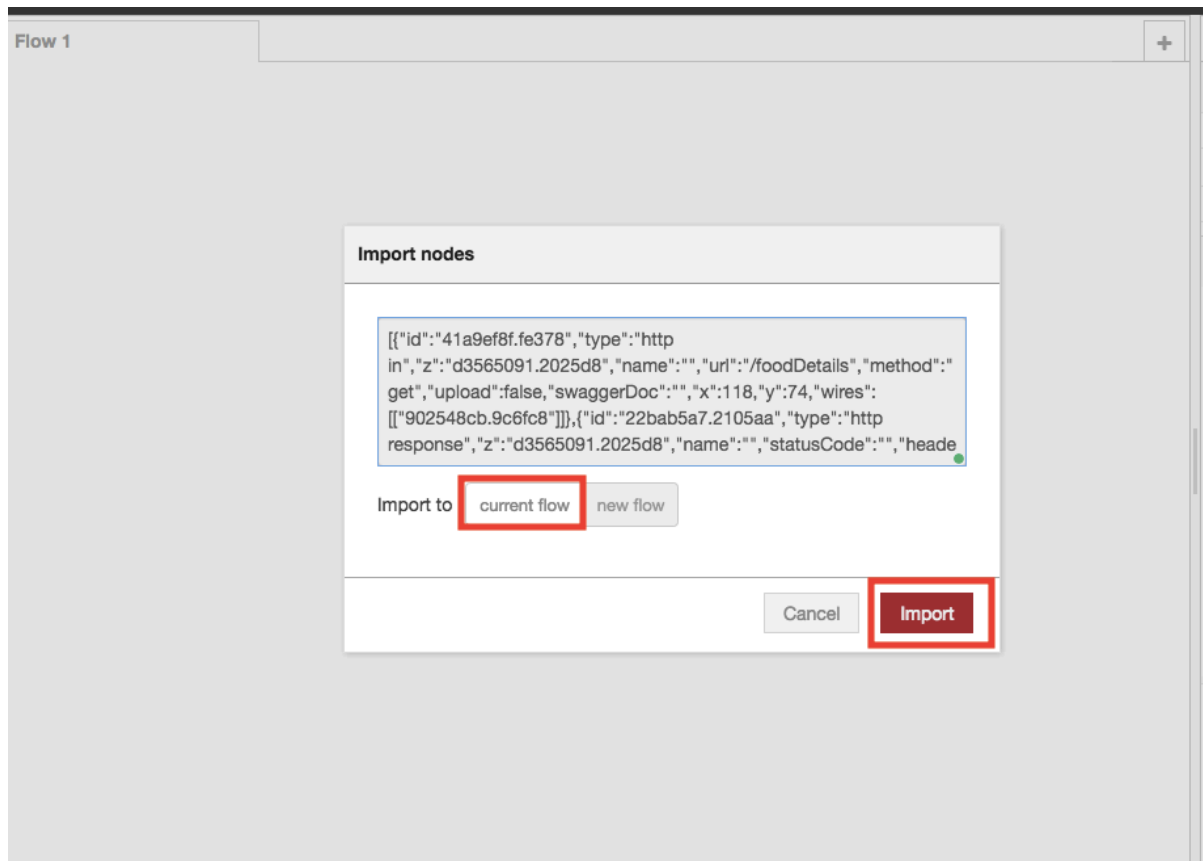 Flow 1
+
Import nodes
[{"id":"41a9ef8f.fe378","type":"http
in","z":"d3565091.2025d8","name":"","url":"/foodDetails","method":"
get","upload":false,"swaggerDoc":"","x":118,"y":74,"wires":
[["902548cb.9c6fc8"]]},{"id":"22bab5a7.2105aa","type":"http
response","z":"d3565091.2025d8","name":"","statusCode":"","heade
Import to current flow new flow
Cancel Import